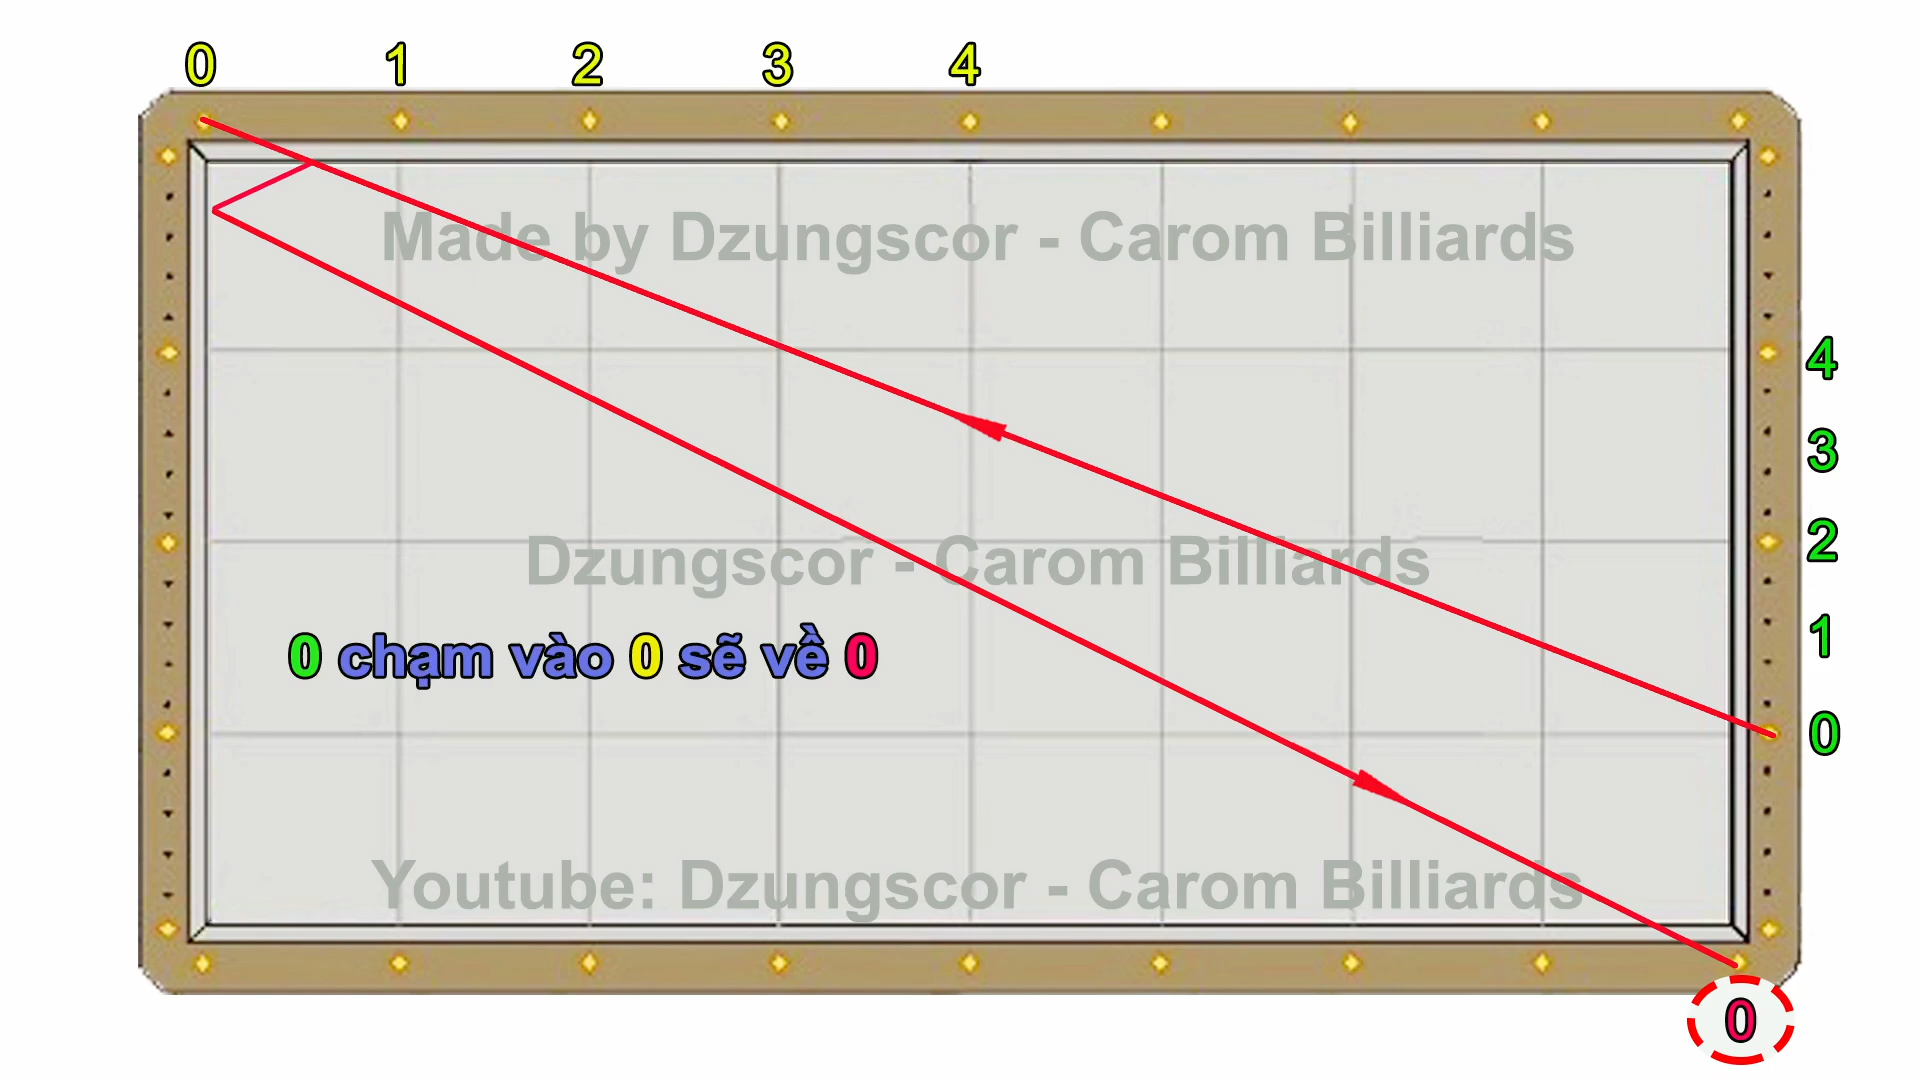 0 1 2 3 4
Made by Dzungscor - Carom Billiards
4
3
2
Dzungscor - Carom Billiards
1
0 chạm vào 0 sẽ về 0
0
Youtube: Dzungscor - Carom Billiards
0